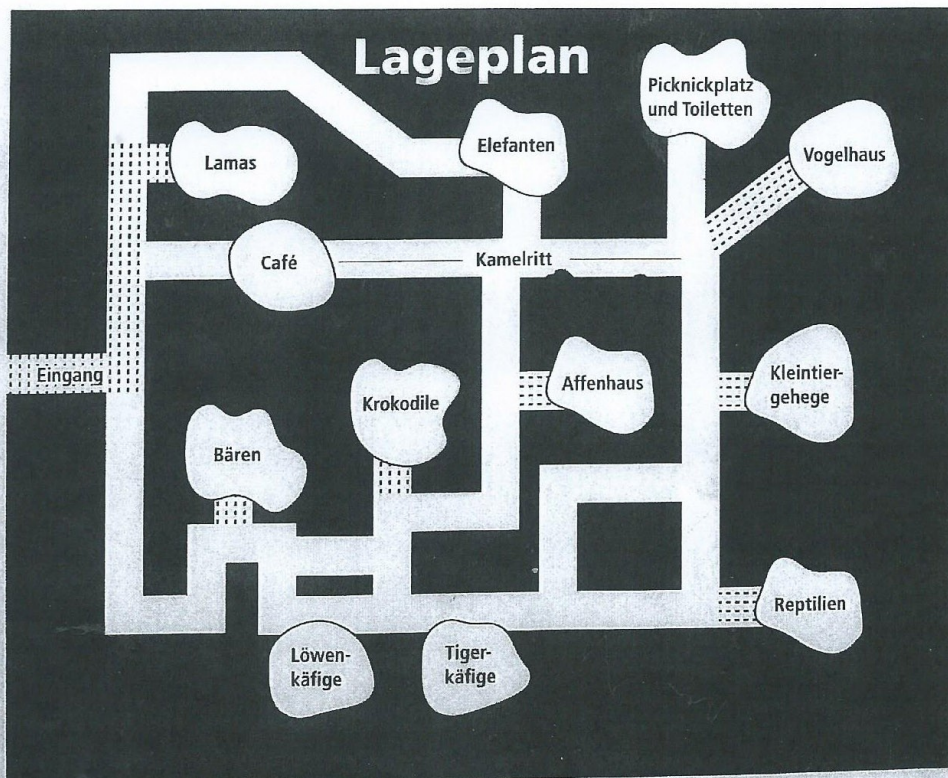 Lageplan
Picknickplatz
und Toiletten
Elefanten
Vogelhaus
Lamas
Café
Kamelritt
Eingang
Krokodile
Affenhaus
Kleintier-
gehege
Bären
Reptilien
Löwen-
käfige
Tiger-
käfige